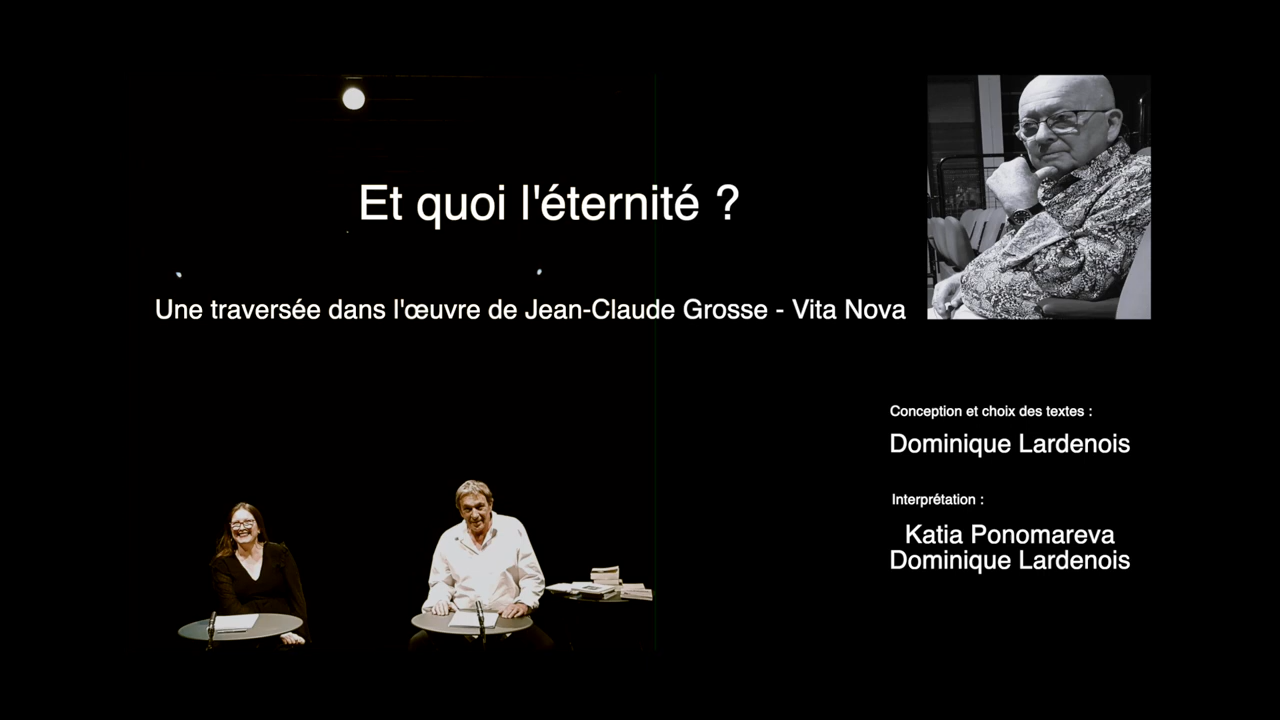 Et quoi l'éternité ?
Une traversée dans l'œuvre de Jean-Claude Grosse - Vita Nova
Conception et choix des textes :
Dominique Lardenois
Interprétation :
Katia Ponomareva
Dominique Lardenois